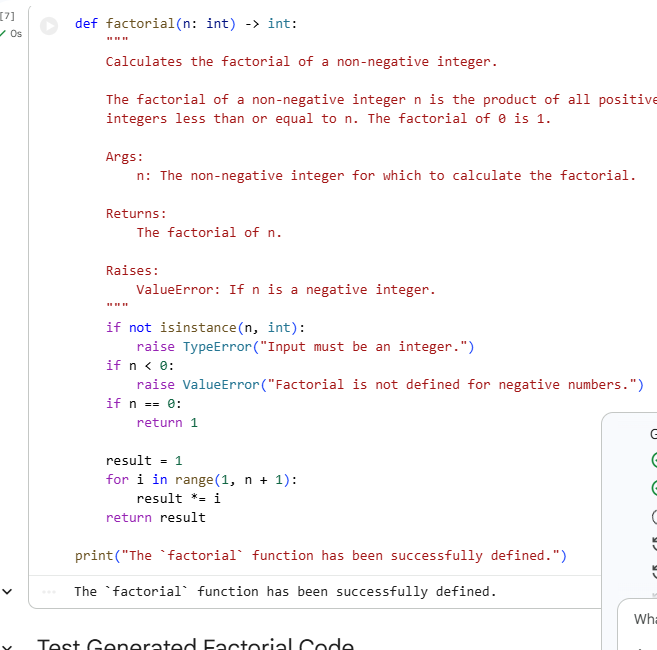 [7]
0s
def factorial(n: int) -> int:
"""
Calculates the factorial of a non-negative integer.
The factorial of a non-negative integer n is the product of all positive
integers less than or equal to n. The factorial of 0 is 1.
Args:
n: The non-negative integer for which to calculate the factorial.
Returns:
The factorial of n.
Raises:
ValueError: If n is a negative integer.
"""
if not isinstance(n, int):
raise TypeError("Input must be an integer.")
if n < 0:
raise ValueError("Factorial is not defined for negative numbers.")
if n == 0:
return 1
result = 1
for i in range(1, n + 1):
result *= i
return result
print("The `factorial` function has been successfully defined.")
The `factorial` function has been successfully defined.
Test Generated Factorial Code